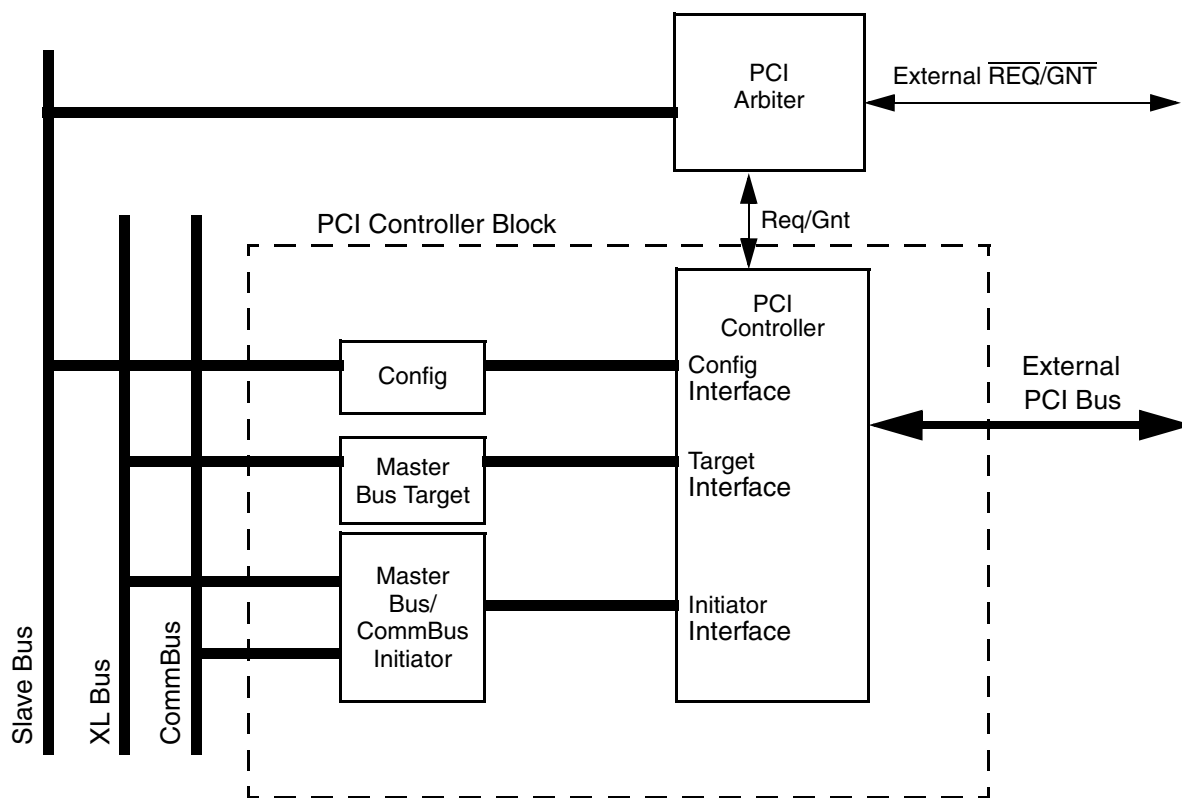 PCI
Arbiter
External REQ/GNT
Req/Gnt
PCI Controller Block
PCI
Controller
Config
Config
Interface
External
PCI Bus
Master
Bus Target
Target
Interface
Master
Bus/
CommBus
Initiator
Initiator
Interface
Slave Bus
XL Bus
CommBus